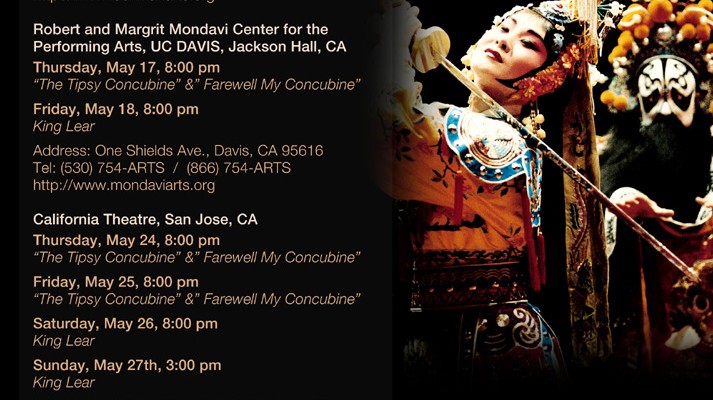 Robert and Margrit Mondavi Center for the
Performing Arts, UC DAVIS, Jackson Hall, CA
Thursday, May 17, 8:00 pm
“The Tipsy Concubine” &” Farewell My Concubine”
Friday, May 18, 8:00 pm
King Lear
Address: One Shields Ave., Davis, CA 95616
Tel: (530) 754-ARTS / (866) 754-ARTS
http://www.mondaviarts.org
California Theatre, San Jose, CA
Thursday, May 24, 8:00 pm
“The Tipsy Concubine” &” Farewell My Concubine”
Friday, May 25, 8:00 pm
“The Tipsy Concubine” &” Farewell My Concubine”
Saturday, May 26, 8:00 pm
King Lear
Sunday, May 27th, 3:00 pm
King Lear